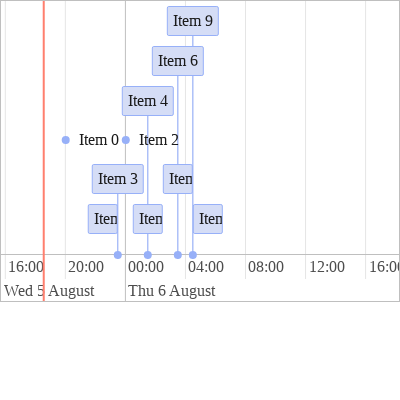 Item 9
Item 6
Item 4
Item 0 Item 2
Item 3 Item
Item Item Item
16:00 20:00 00:00 04:00 08:00 12:00 16:00
Wed 5 August Thu 6 August